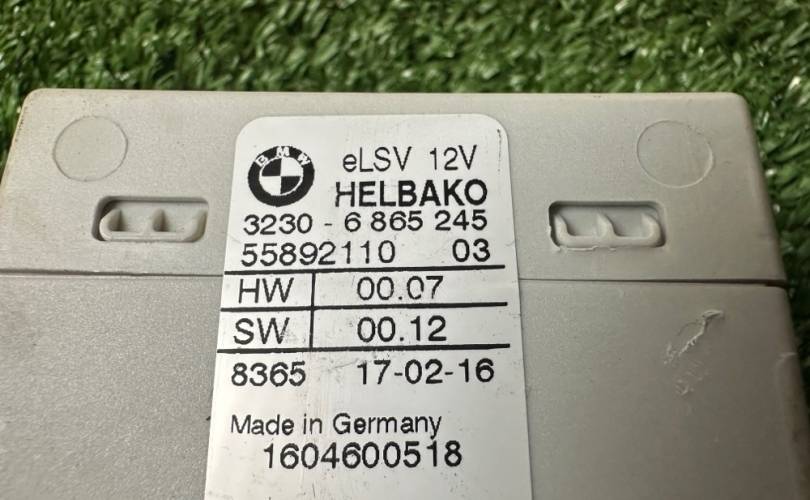 BMW
eLSV 12V
HELBAKO
3230 - 6 865 245
55892110 03
HW 00.07
SW 00.12
8365 17-02-16
Made in Germany
1604600518